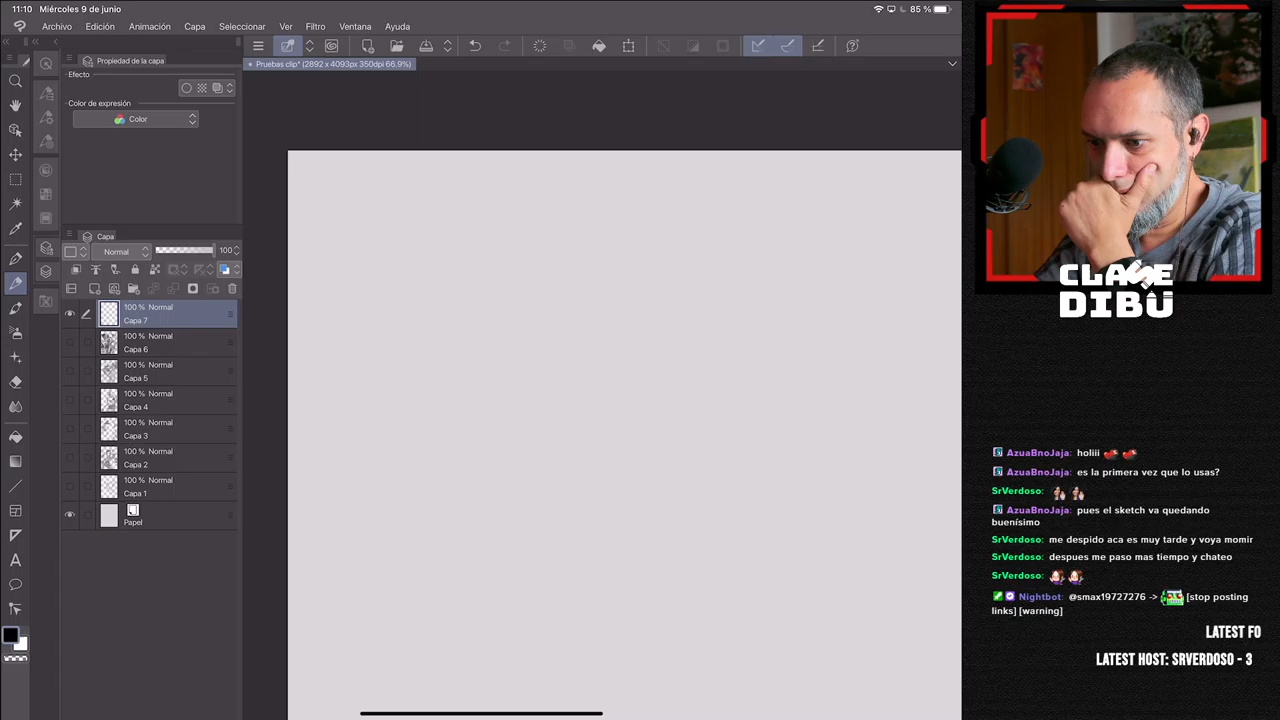 11:10 Miércoles 9 de junio
85 %
Archivo Edición Animación Capa Seleccionar Ver Filtro Ventana Ayuda
Pruebas clip* (2892 x 4093px 350dpi 66.9%)
Propiedad de la capa
Efecto
Color de expresión
Color
Capa
Normal 100
100 % Normal
Capa 7
100 % Normal
Capa 6
100 % Normal
Capa 5
100 % Normal
Capa 4
100 % Normal
Capa 3
100 % Normal
Capa 2
100 % Normal
Capa 1
Papel
CLASE
DIBU
AzuaBnoJaja: holiii
AzuaBnoJaja: es la primera vez que lo usas?
SrVerdoso:
AzuaBnoJaja: pues el sketch va quedando
buenísimo
SrVerdoso: me despido aca es muy tarde y voya momir
SrVerdoso: despues me paso mas tiempo y chateo
SrVerdoso:
Nightbot: @smax19727276 -> [stop posting
links] [warning]
LATEST FO
LATEST HOST: SRVERDOSO - 3